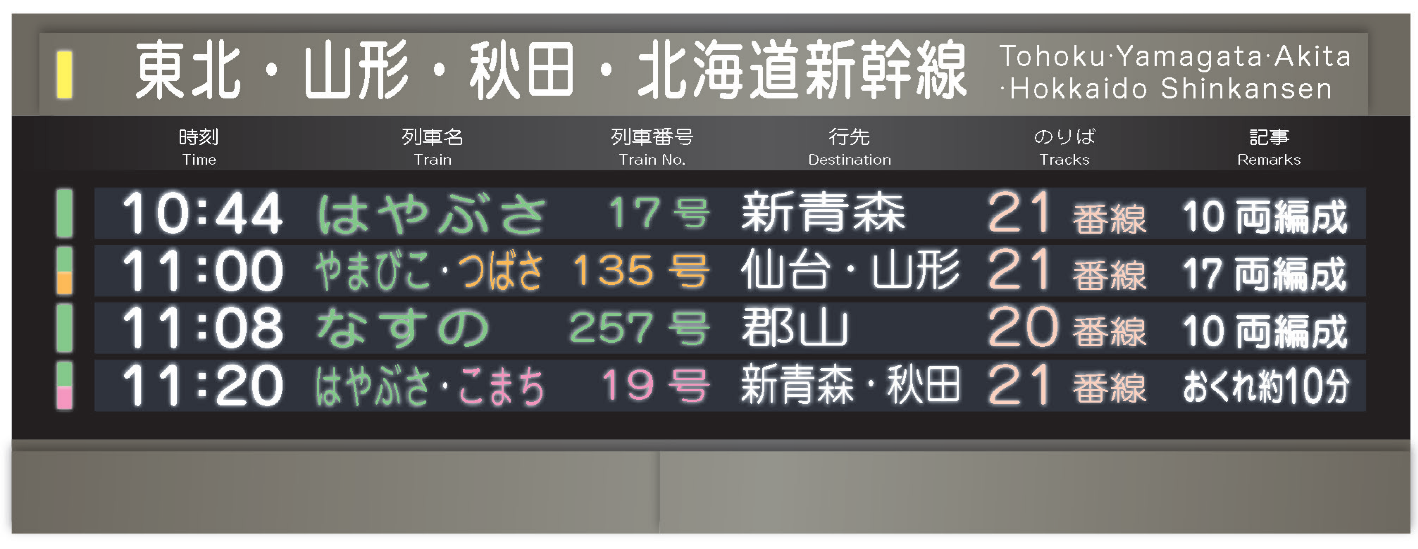 東北・山形・秋田・北海道新幹線 Tohoku·Yamagata·Akita
·Hokkaido Shinkansen
時刻 列車名 列車番号 行先 のりば 記事
Time Train Train No. Destination Tracks Remarks
10:44 はやぶさ 17号 新青森 21番線 10両編成
11:00 やまびこ・つばさ 135号 仙台・山形 21番線 17両編成
11:08 なすの 257号 郡山 20番線 10両編成
11:20 はやぶさ・こまち 19号 新青森・秋田 21番線 おくれ約10分